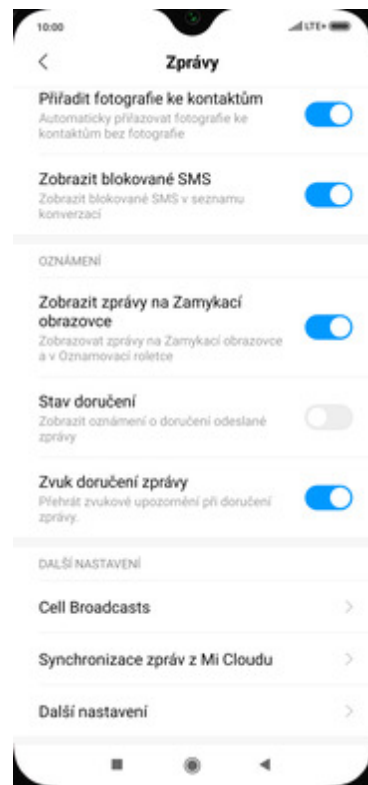 10:00
LTE+
Zprávy
Přiřadit fotografie ke kontaktům
Automaticky přiřazovat fotografie ke
kontaktům bez fotografie
Zobrazit blokované SMS
Zobrazit blokované SMS v seznamu
konverzací
OZNÁMENÍ
Zobrazit zprávy na Zamykací
obrazovce
Zobrazovat zprávy na Zamykací obrazovce
a v Oznamovací roletce
Stav doručení
Zobrazit oznámení o doručení odeslané
zprávy
Zvuk doručení zprávy
Přehrát zvukové upozornění při doručení
zprávy.
DALŠÍ NASTAVENÍ
Cell Broadcasts
Synchronizace zpráv z Mi Cloudu
Další nastavení